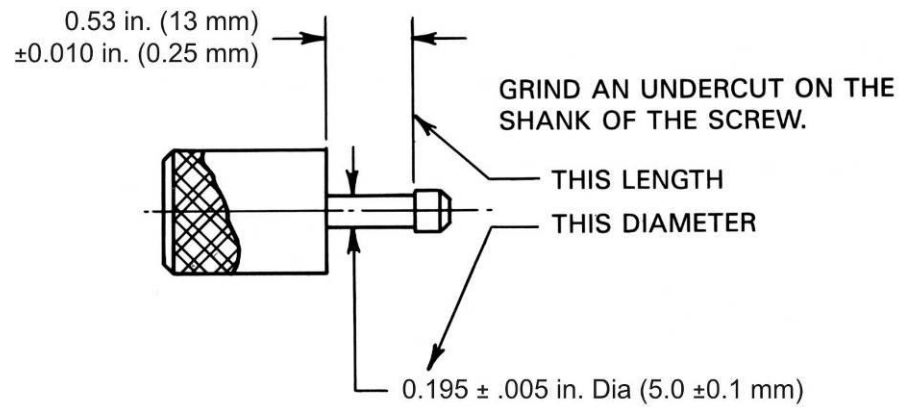 0.53 in. (13 mm)
±0.010 in. (0.25 mm)
GRIND AN UNDERCUT ON THE
SHANK OF THE SCREW.
THIS LENGTH
THIS DIAMETER
0.195 ± .005 in. Dia (5.0 ±0.1 mm)